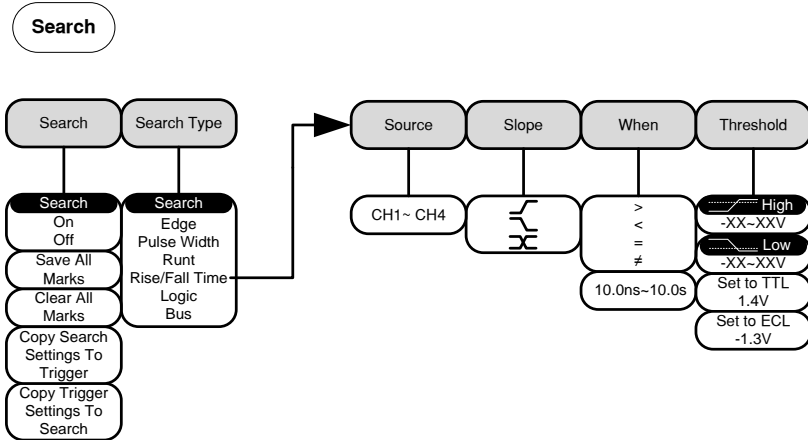 Search
Search
Search Type
Source
Slope
When
Threshold
Search
On
Off
Save All
Marks
Clear All
Marks
Copy Search
Settings To
Trigger
Copy Trigger
Settings To
Search
Search
Edge
Pulse Width
Runt
Rise/Fall Time
Logic
Bus
CH1~ CH4
>
<
=
≠
10.0ns~10.0s
High
-XX~XXV
Low
-XX~XXV
Set to TTL
1.4V
Set to ECL
-1.3V